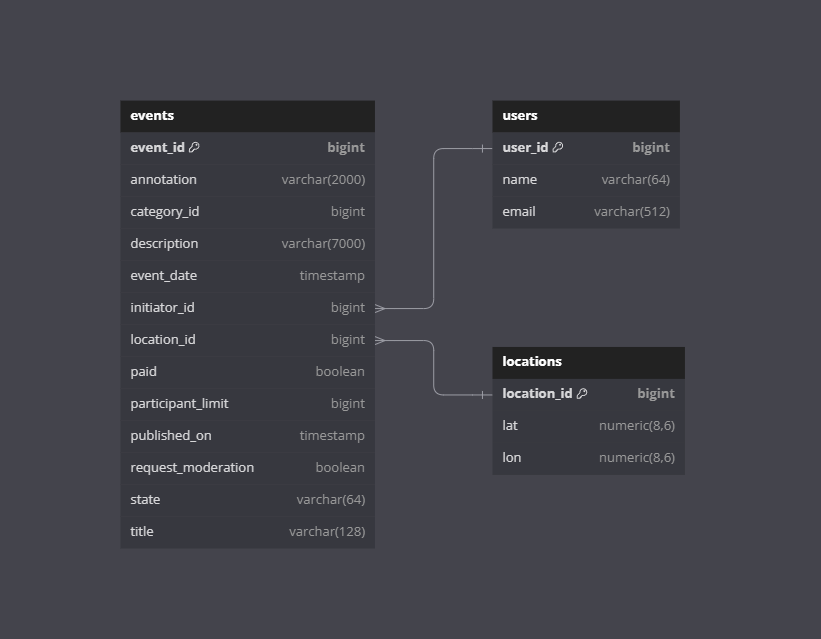 events
event_id bigint
annotation varchar(2000)
category_id bigint
description varchar(7000)
event_date timestamp
initiator_id bigint
location_id bigint
paid boolean
participant_limit bigint
published_on timestamp
request_moderation boolean
state varchar(64)
title varchar(128)
users
user_id bigint
name varchar(64)
email varchar(512)
locations
location_id bigint
lat numeric(8,6)
lon numeric(8,6)